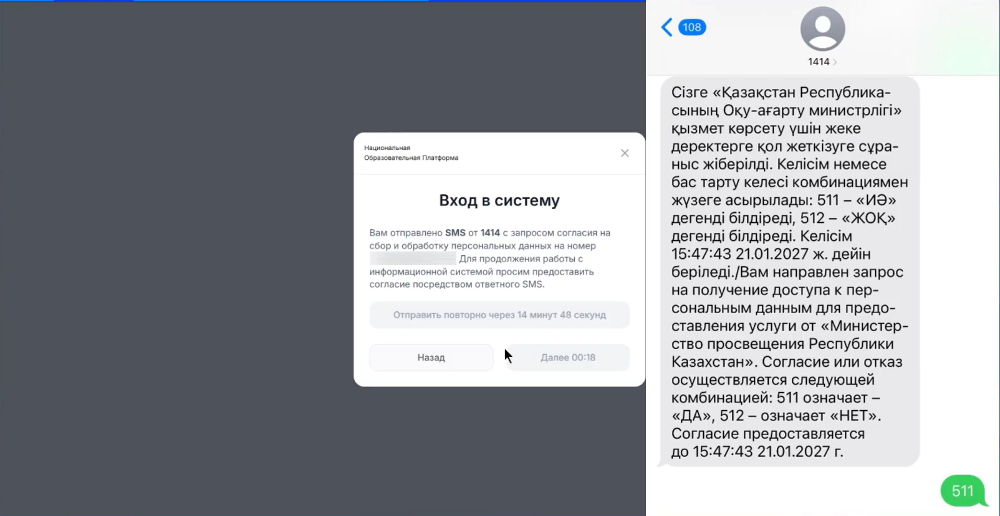 Национальная
Образовательная Платформа
Вход в систему
Вам отправлено SMS от 1414 с запросом согласия на
сбор и обработку персональных данных на номер
Для продолжения работы с
информационной системой просим предоставить
согласие посредством ответного SMS.
Отправить повторно через 14 минут 48 секунд
Назад
Далее 00:18
108
1414
Сізге «Қазақстан Республика-
сының Оқу-ағарту министрлігі»
қызмет көрсету үшін жеке
деректерге қол жеткізуге сұра-
ныс жіберілді. Келісім немесе
бас тарту келесі комбинациямен
жүзеге асырылады: 511 – «ИӘ»
дегенді білдіреді, 512 – «ЖОҚ»
дегенді білдіреді. Келісім
15:47:43 21.01.2027 ж. дейін
беріледі./Вам направлен запрос
на получение доступа к пер-
сональным данным для предо-
ставления услуги от «Министер-
ство просвещения Республики
Казахстан». Согласие или отказ
осуществляется следующей
комбинацией: 511 означает –
«ДА», 512 – означает «НЕТ».
Согласие предоставляется
до 15:47:43 21.01.2027 г.
511